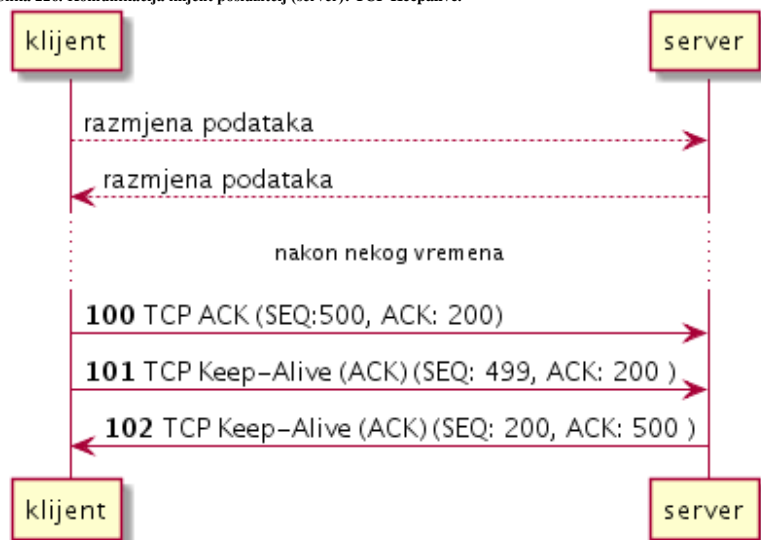 klijent server
razmjena podataka
razmjena podataka
nakon nekog vremena
100 TCP ACK (SEQ:500, ACK: 200)
101 TCP Keep-Alive (ACK) (SEQ: 499, ACK: 200 )
102 TCP Keep-Alive (ACK) (SEQ: 200, ACK: 500 )
klijent server